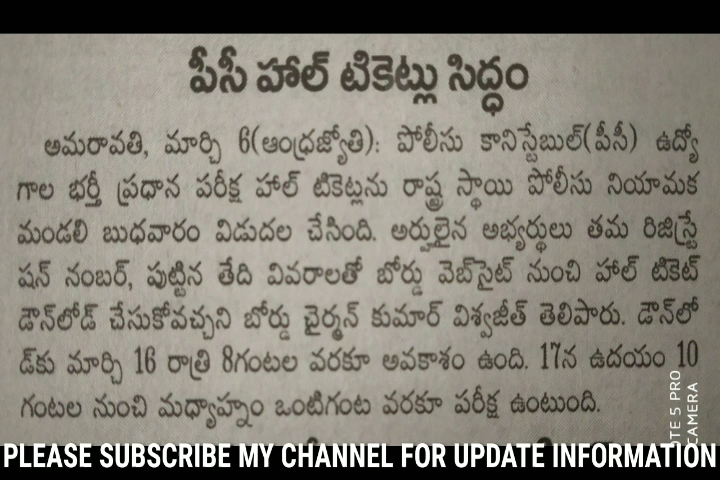 పీసీ హాల్ టికెట్లు సిద్ధం
అమరావతి, మార్చి 6(ఆంధ్రజ్యోతి): పోలీసు కానిస్టేబుల్(పీసీ) ఉద్యో
గాల భర్తీ ప్రధాన పరీక్ష హాల్ టికెట్లను రాష్ట్ర స్థాయి పోలీసు నియామక
మండలి బుధవారం విడుదల చేసింది. అర్హులైన అభ్యర్థులు తమ రిజిస్ట్రే
షన్ నంబర్, పుట్టిన తేది వివరాలతో బోర్డు వెబ్‌సైట్ నుంచి హాల్ టికెట్
డౌన్‌లోడ్ చేసుకోవచ్చని బోర్డు చైర్మన్ కుమార్ విశ్వజీత్ తెలిపారు. డౌన్‌లో
డ్‌కు మార్చి 16 రాత్రి 8గంటల వరకూ అవకాశం ఉంది. 17న ఉదయం 10
గంటల నుంచి మధ్యాహ్నం ఒంటిగంట వరకూ పరీక్ష ఉంటుంది.
TE 5 PRO
CAMERA
PLEASE SUBSCRIBE MY CHANNEL FOR UPDATE INFORMATION